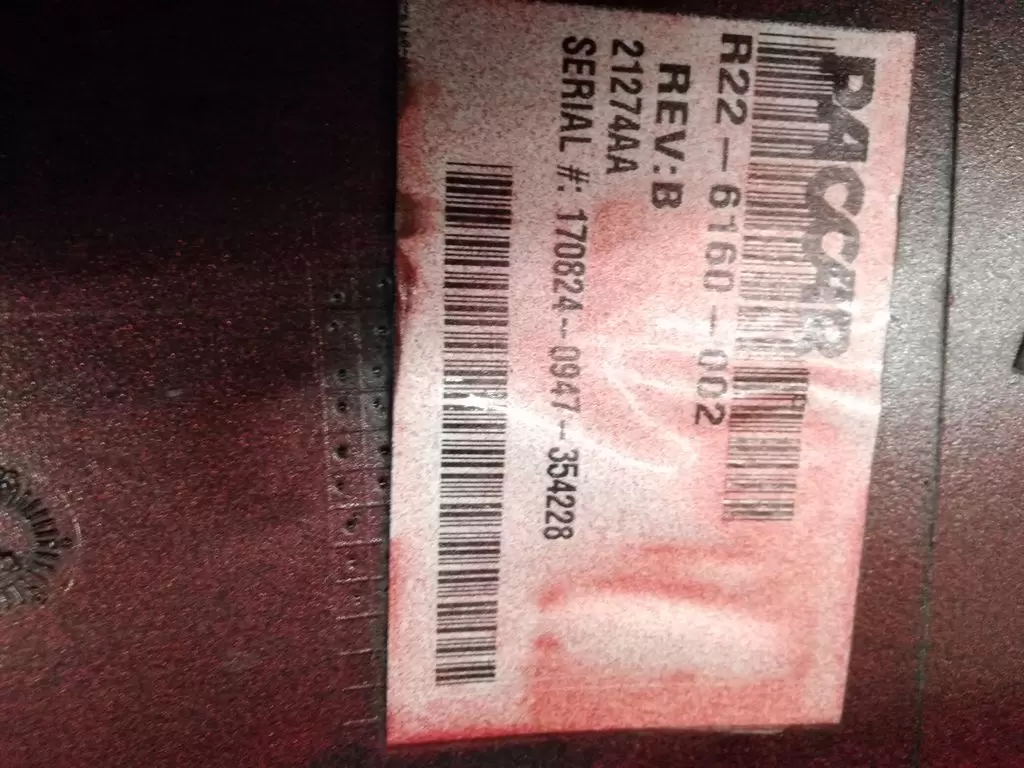 PACCAR
R22-6160-002
REV:B
21274AA
SERIAL #: 170824-0947-354228